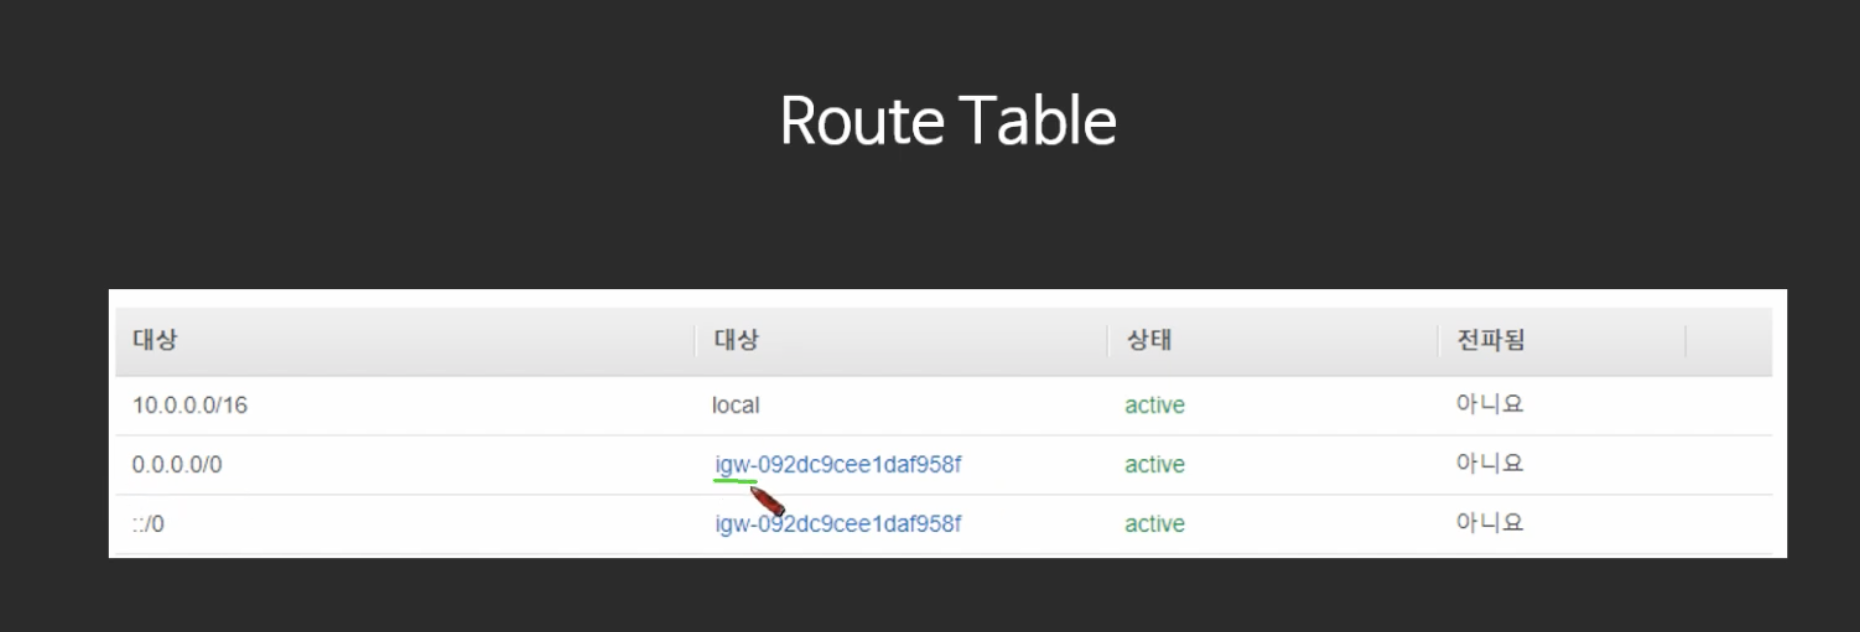 Route Table
대상 대상 상태 전파됨
10.0.0.0/16 local active 아니요
0.0.0.0/0 igw-092dc9cee1daf958f active 아니요
::/0 igw-092dc9cee1daf958f active 아니요